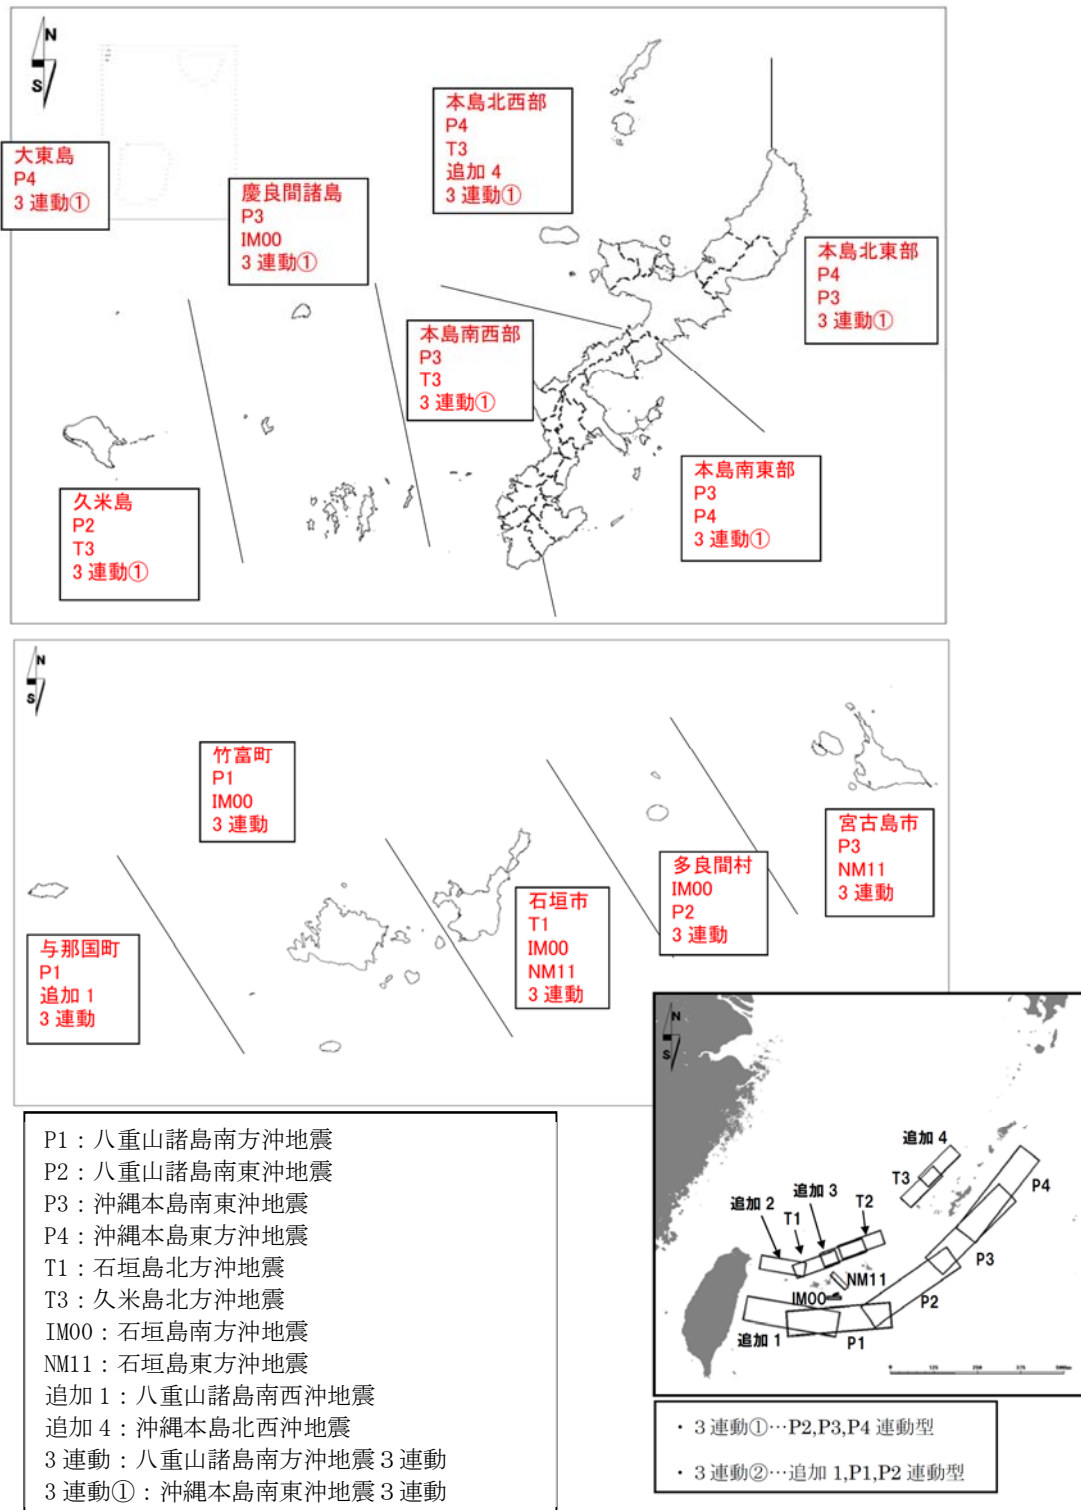 N
S
大東島
P4
3 連動①
慶良間諸島
P3
IM00
3 連動①
本島北西部
P4
T3
追加 4
3 連動①
本島北東部
P4
P3
3 連動①
本島南西部
P3
T3
3 連動①
久米島
P2
T3
3 連動①
本島南東部
P3
P4
3 連動①
N
S
竹富町
P1
IM00
3 連動
与那国町
P1
追加 1
3 連動
石垣市
T1
IM00
NM11
3 連動
多良間村
IM00
P2
3 連動
宮古島市
P3
NM11
3 連動
P1：八重山諸島南方沖地震
P2：八重山諸島南東沖地震
P3：沖縄本島南東沖地震
P4：沖縄本島東方沖地震
T1：石垣島北方沖地震
T3：久米島北方沖地震
IM00：石垣島南方沖地震
NM11：石垣島東方沖地震
追加 1：八重山諸島南西沖地震
追加 4：沖縄本島北西沖地震
3 連動：八重山諸島南方沖地震３連動
3 連動①：沖縄本島南東沖地震３連動
N
S
追加 4
T3
P4
追加 3
追加 2
T1
T2
P3
NM11
IM00
P2
追加 1
P1
0 125 250 375 500km
・ 3 連動①…P2,P3,P4 連動型
・ 3 連動②…追加 1,P1,P2 連動型